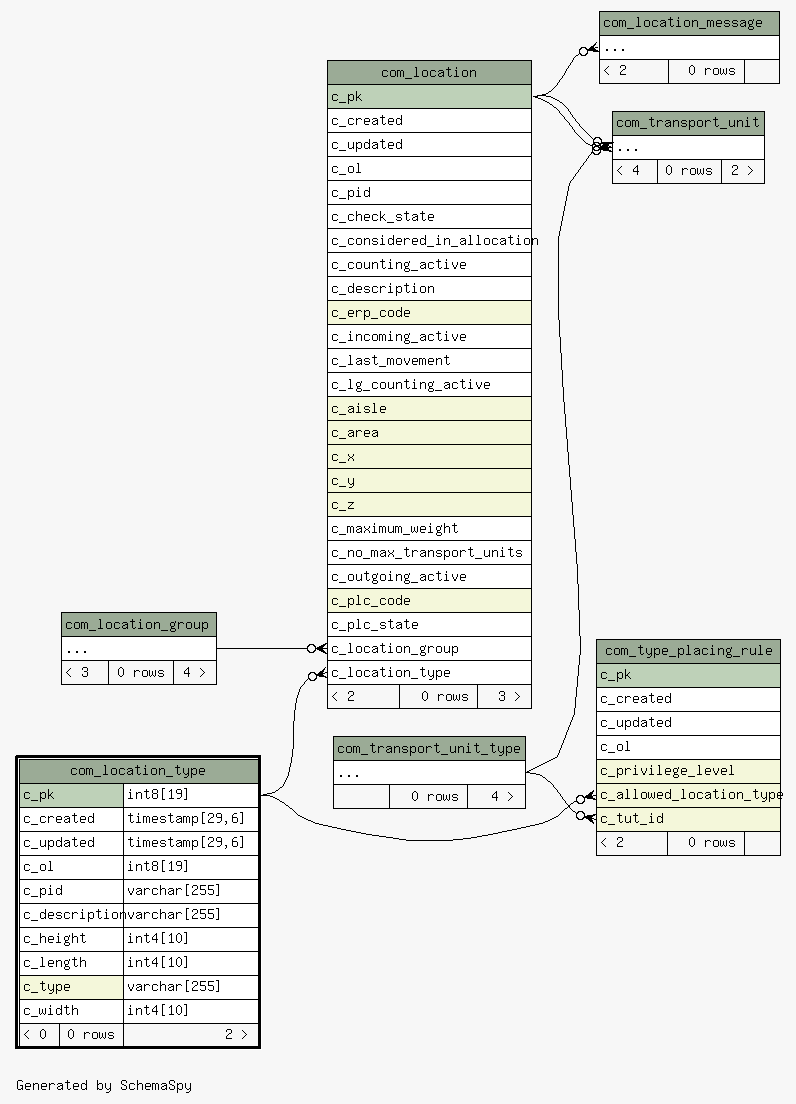 com_location_message
...
< 2 0 rows
com_location
c_pk
c_created
c_updated
c_ol
c_pid
c_check_state
c_considered_in_allocation
c_counting_active
c_description
c_erp_code
c_incoming_active
c_last_movement
c_lg_counting_active
c_aisle
c_area
c_x
c_y
c_z
c_maximum_weight
c_no_max_transport_units
c_outgoing_active
c_plc_code
c_plc_state
c_location_group
c_location_type
< 2 0 rows 3 >
com_transport_unit
...
< 4 0 rows 2 >
com_location_group
...
< 3 0 rows 4 >
com_type_placing_rule
c_pk
c_created
c_updated
c_ol
c_privilege_level
c_allowed_location_type
c_tut_id
< 2 0 rows
com_transport_unit_type
...
0 rows 4 >
com_location_type
c_pk int8[19]
c_created timestamp[29,6]
c_updated timestamp[29,6]
c_ol int8[19]
c_pid varchar[255]
c_description varchar[255]
c_height int4[10]
c_length int4[10]
c_type varchar[255]
c_width int4[10]
< 0 0 rows 2 >
Generated by SchemaSpy